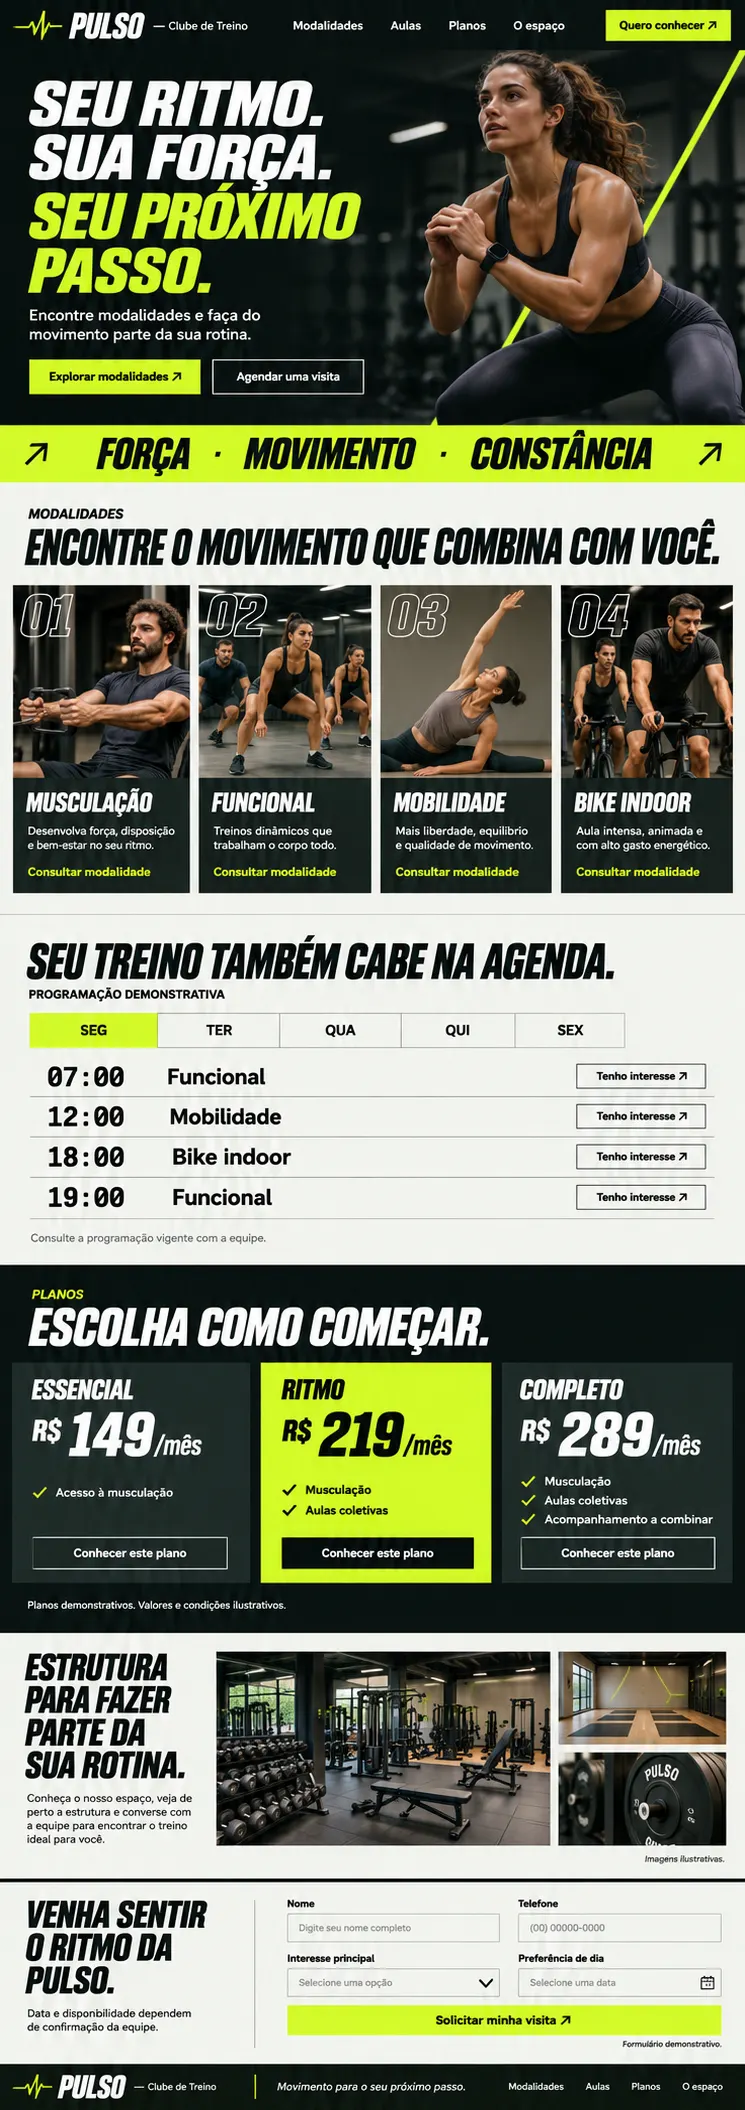 PULSO — Clube de Treino
Modalidades Aulas Planos O espaço
Quero conhecer ↗
SEU RITMO.
SUA FORÇA.
SEU PRÓXIMO
PASSO.
Encontre modalidades e faça do
movimento parte da sua rotina.
Explorar modalidades ↗ Agendar uma visita
↗ FORÇA · MOVIMENTO · CONSTÂNCIA ↗
MODALIDADES
ENCONTRE O MOVIMENTO QUE COMBINA COM VOCÊ.
01
MUSCULAÇÃO
Desenvolva força, disposição
e bem-estar no seu ritmo.
Consultar modalidade
02
FUNCIONAL
Treinos dinâmicos que
trabalham o corpo todo.
Consultar modalidade
03
MOBILIDADE
Mais liberdade, equilíbrio
e qualidade de movimento.
Consultar modalidade
04
BIKE INDOOR
Aula intensa, animada e
com alto gasto energético.
Consultar modalidade
SEU TREINO TAMBÉM CABE NA AGENDA.
PROGRAMAÇÃO DEMONSTRATIVA
SEG TER QUA QUI SEX
07:00 Funcional Tenho interesse ↗
12:00 Mobilidade Tenho interesse ↗
18:00 Bike indoor Tenho interesse ↗
19:00 Funcional Tenho interesse ↗
Consulte a programação vigente com a equipe.
PLANOS
ESCOLHA COMO COMEÇAR.
ESSENCIAL
R$ 149/mês
✓ Acesso à musculação
Conhecer este plano
RITMO
R$ 219/mês
✓ Musculação
✓ Aulas coletivas
Conhecer este plano
COMPLETO
R$ 289/mês
✓ Musculação
✓ Aulas coletivas
✓ Acompanhamento a combinar
Conhecer este plano
Planos demonstrativos. Valores e condições ilustrativos.
ESTRUTURA
PARA FAZER
PARTE DA
SUA ROTINA.
Conheça o nosso espaço, veja de
perto a estrutura e converse com
a equipe para encontrar o treino
ideal para você.
PULSO
Imagens ilustrativas.
VENHA SENTIR
O RITMO DA
PULSO.
Data e disponbilidade dependem
de confirmação da equipe.
Nome
Digite seu nome completo
Telefone
(00) 00000-0000
Interesse principal
Selecione uma opção
Preferência de dia
Selecione uma data
Solicitar minha visita ↗
Formulário demonstrativo.
PULSO — Clube de Treino
Movimento para o seu próximo passo.
Modalidades Aulas Planos O espaço